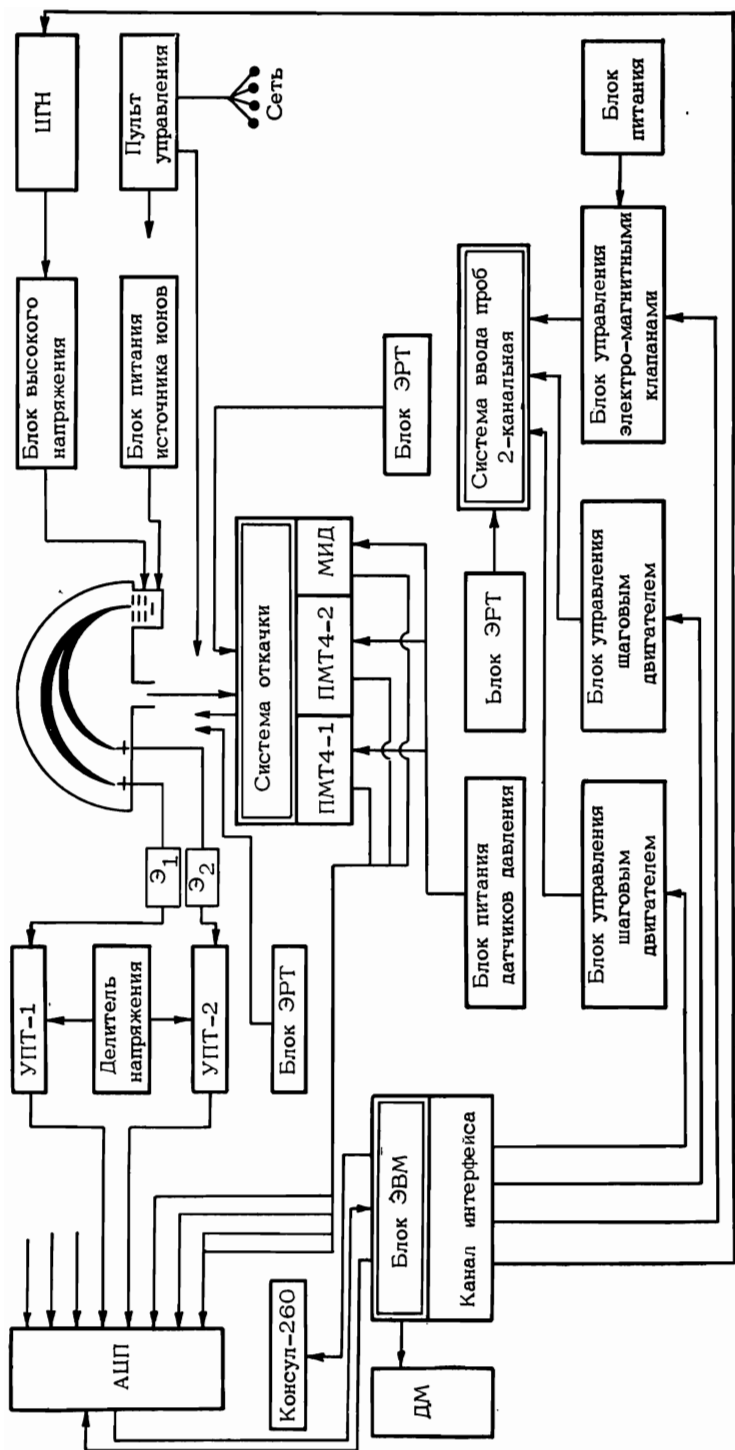 ШГН
Блок высокого
напряжения
УПТ-1
Э1
Пульт
управления
Сеть
Блок питания
источника ионов
Э2
Делитель
напряжения
АЦП
УПТ-2
Блок ЭРТ
Система откачки
ПМТ4-1
ПМТ4-2
МИД
Блок ЭРТ
Консул-260
Блок ЭВМ
Канал интерфейса
ДМ
Блок питания
датчиков давления
Блок ЭРТ
Система ввода проб
2-канальная
Блок управления
шаговым
двигателем
Блок управления
щаговым
двигателем
Блок управления
электро-магнитными
клапанами
Блок
питания